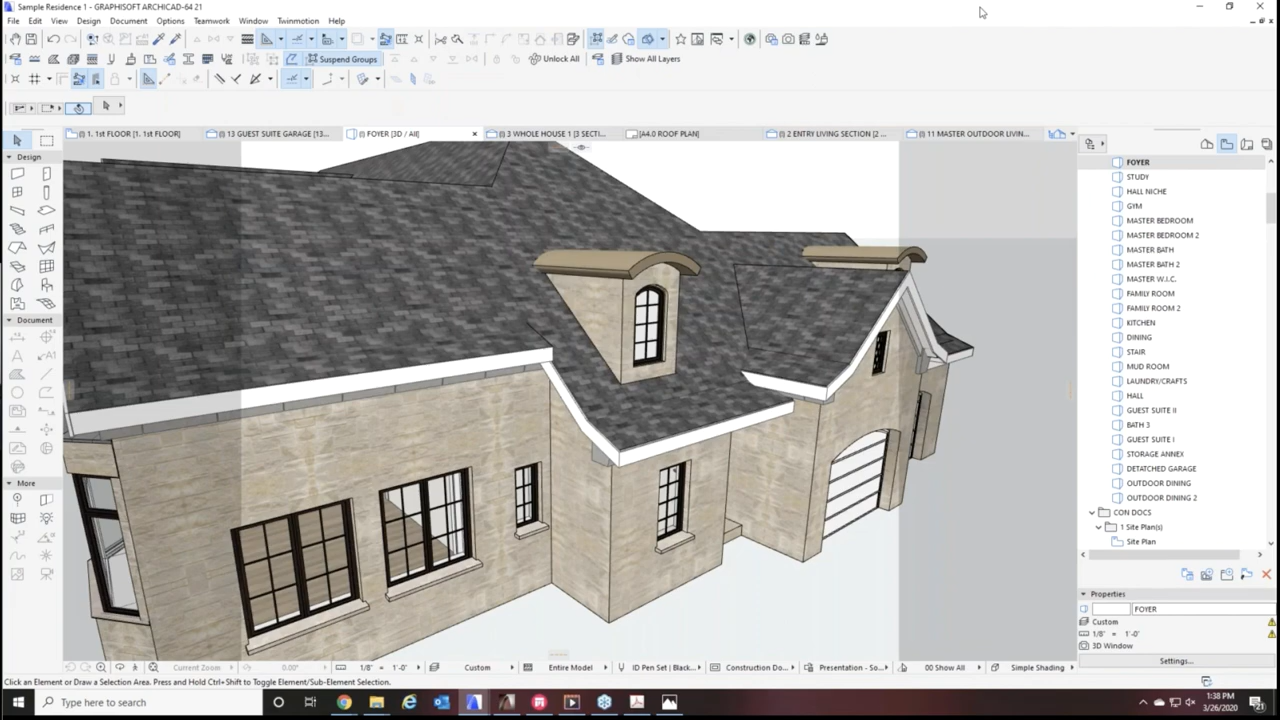 Sample Residence 1 - GRAPHISOFT ARCHICAD-64 21
File Edit View Design Document Options Teamwork Window Twinmotion Help
Suspend Groups
Unlock All
Show All Layers
(!) 1. 1st FLOOR [1. 1st FLOOR]
(!) 13 GUEST SUITE GARAGE [13...
(!) FOYER [3D / All]
(!) 3 WHOLE HOUSE 1 [3 SECTI...
[A4.0 ROOF PLAN]
(!) 2 ENTRY LIVING SECTION [2 ...
(!) 11 MASTER OUTDOOR LIVIN...
Design
Document
More
FOYER
STUDY
HALL NICHE
GYM
MASTER BEDROOM
MASTER BEDROOM 2
MASTER BATH
MASTER BATH 2
MASTER W.I.C.
FAMILY ROOM
FAMILY ROOM 2
KITCHEN
DINING
STAIR
MUD ROOM
LAUNDRY/CRAFTS
HALL
GUEST SUITE II
BATH 3
GUEST SUITE I
STORAGE ANNEX
DETATCHED GARAGE
OUTDOOR DINING
OUTDOOR DINING 2
CON DOCS
1 Site Plan(s)
Site Plan
Properties
FOYER
Custom
1/8" = 1'-0"
3D Window
Settings...
Current Zoom 0.00° 1/8" = 1'-0" Custom Entire Model ID Pen Set | Black... Construction Do... Presentation - So... 00 Show All Simple Shading
Click an Element or Draw a Selection Area. Press and Hold Ctrl+Shift to Toggle Element/Sub-Element Selection.
Type here to search
1:38 PM
3/26/2020
21